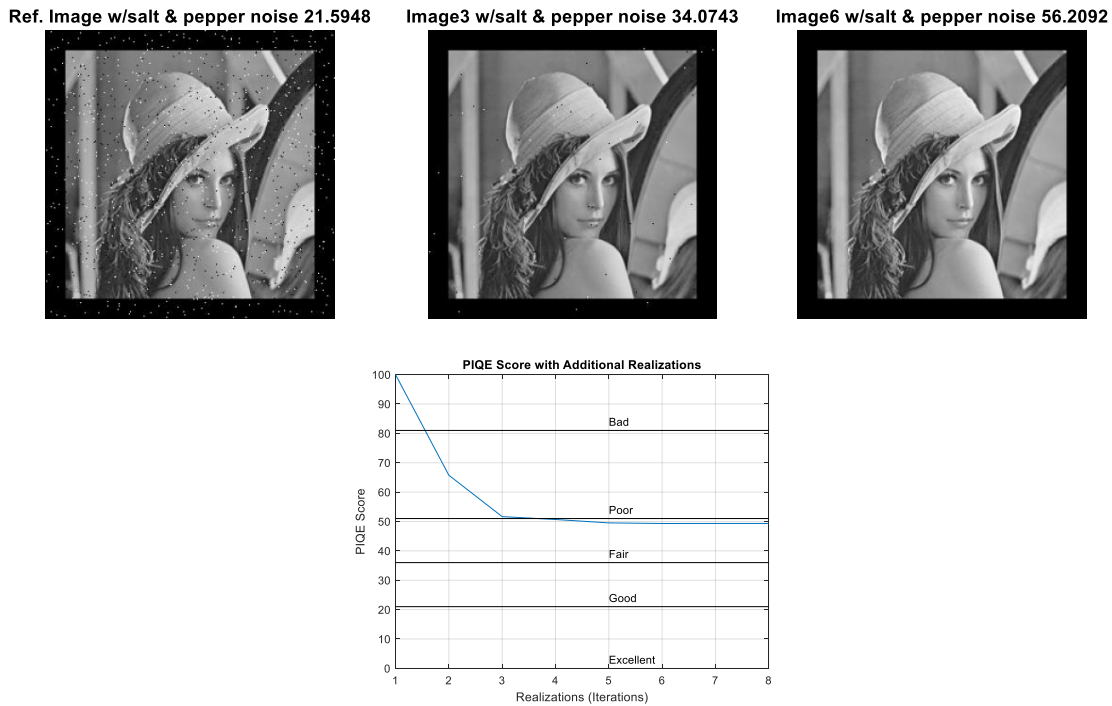 Ref. Image w/salt & pepper noise 21.5948
Image3 w/salt & pepper noise 34.0743
Image6 w/salt & pepper noise 56.2092
PIQE Score with Additional Realizations
100
90
80
70
60
50
40
30
20
10
0
PIQE Score
Bad
Poor
Fair
Good
Excellent
1 2 3 4 5 6 7 8
Realizations (Iterations)